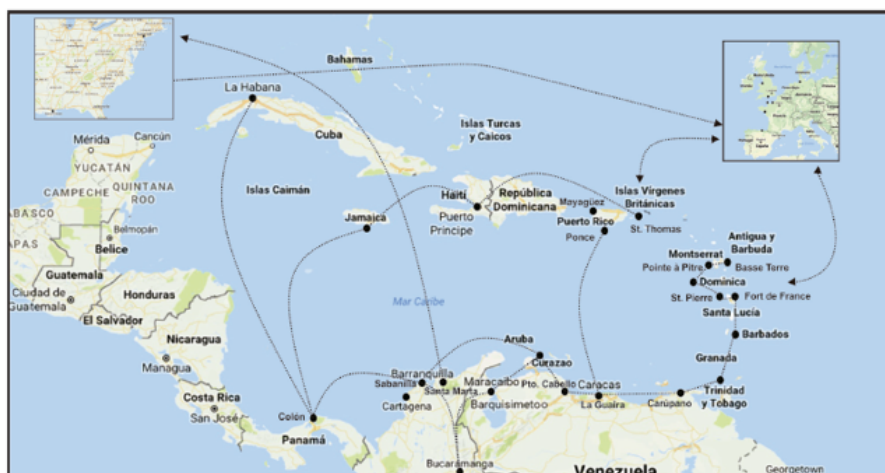 Bahamas
La Habana
Cuba
Islas Turcas
y Caicos
Mérida
Cancún
YUCATÁN
CAMPECHE
QUINTANA
ROO
ABASCO
APAS
Islas Caimán
Haití
República
Dominicana
Mayagüez
Islas Vírgenes
Británicas
Jamaica
Puerto
Principe
Puerto Rico
Ponce
St. Thomas
Belmopán
Belice
Antigua y
Barbuda
Montserrat
Pointe à Pitre
Basse Terre
Guatemala
Ciudad de
Guatemala
Honduras
Dominica
St. Pierre
Fort de France
Santa Lucía
El Salvador
Mar Caribe
Nicaragua
Managua
Aruba
Curazao
Barbados
Granada
Barranquilla
Sabanilla
Santa Marta
Maracaibo
Pto. Cabello
Caracas
Cartagena
Barquisimetoo
La Guaira
Carúpano
Trinidad
y Tobago
Costa Rica
San José
Colón
Panamá
Bucaramanga
Venezuela
Georgetown